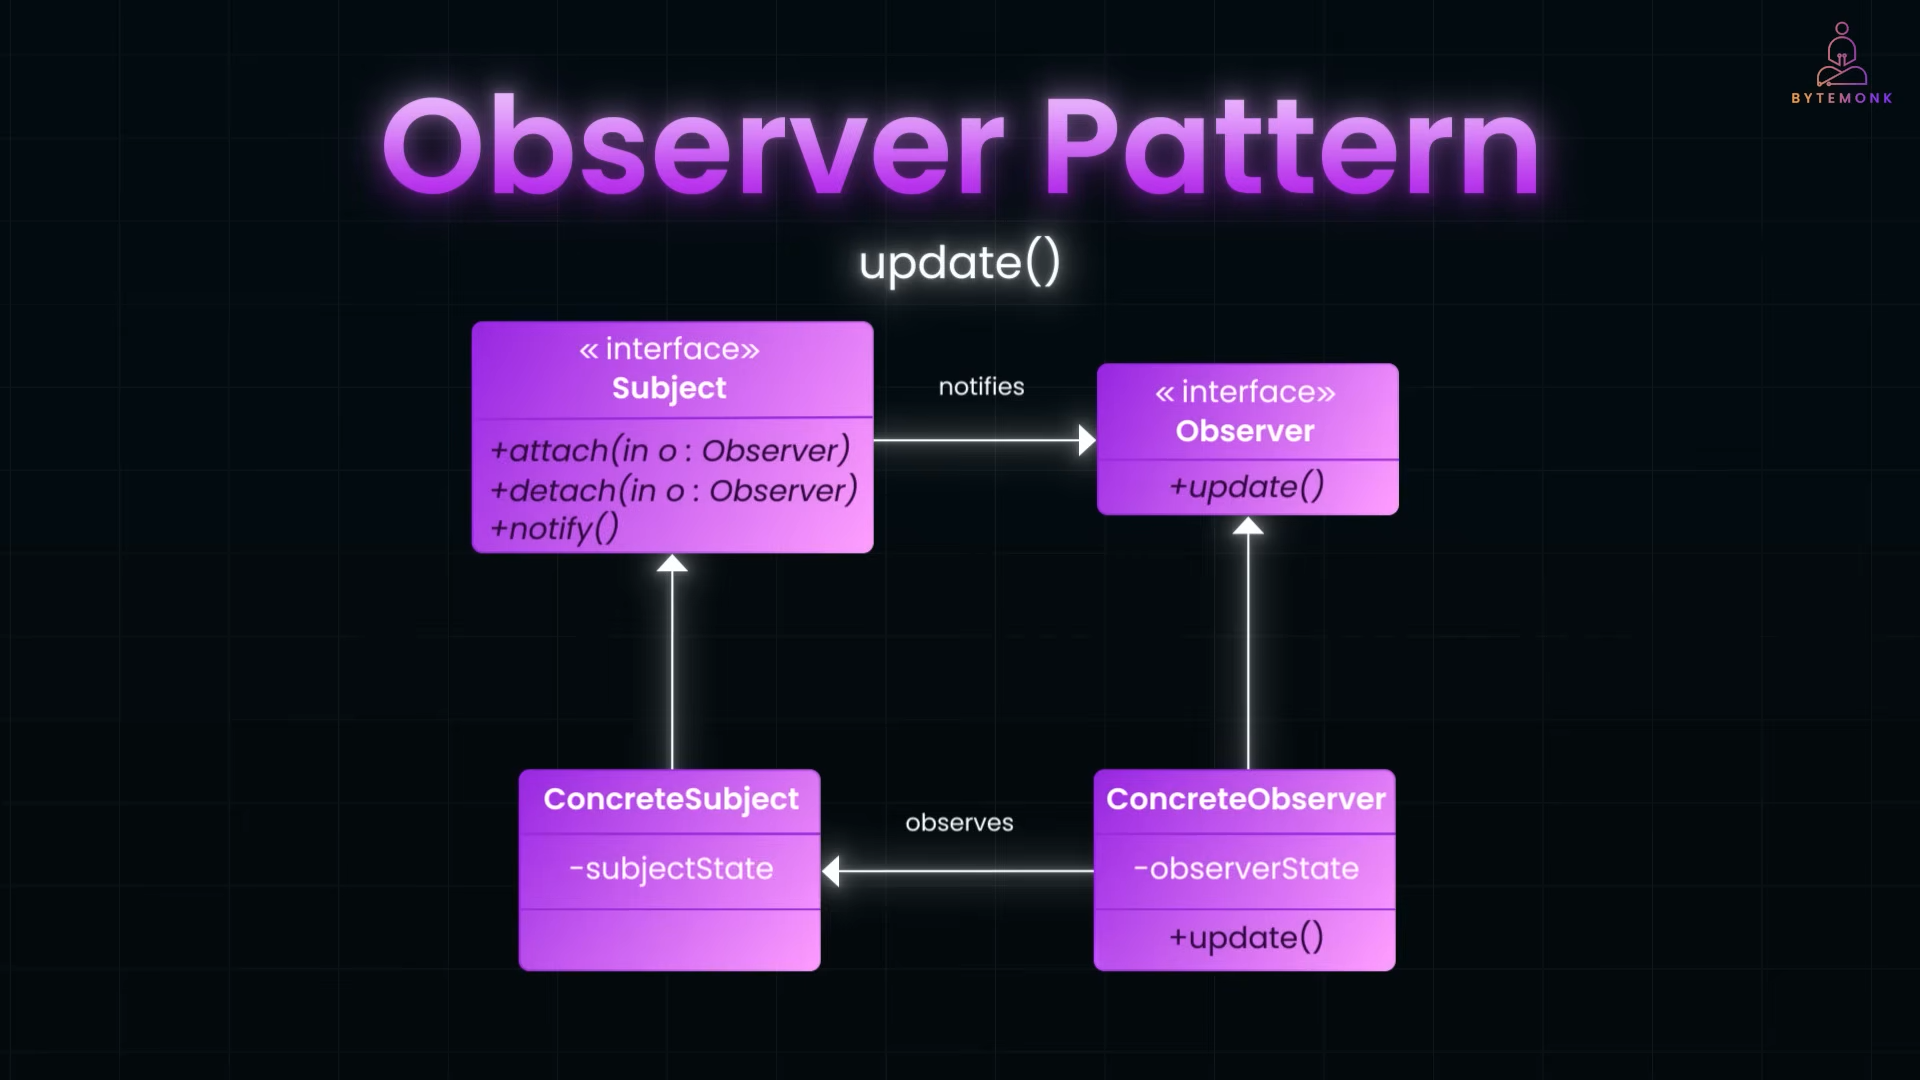 BYTEMONK
Observer Pattern
update()
« interface»
Subject
+attach(in o : Observer)
+detach(in o : Observer)
+notify()
notifies
« interface»
Observer
+update()
ConcreteSubject
-subjectState
observes
ConcreteObserver
-observerState
+update()